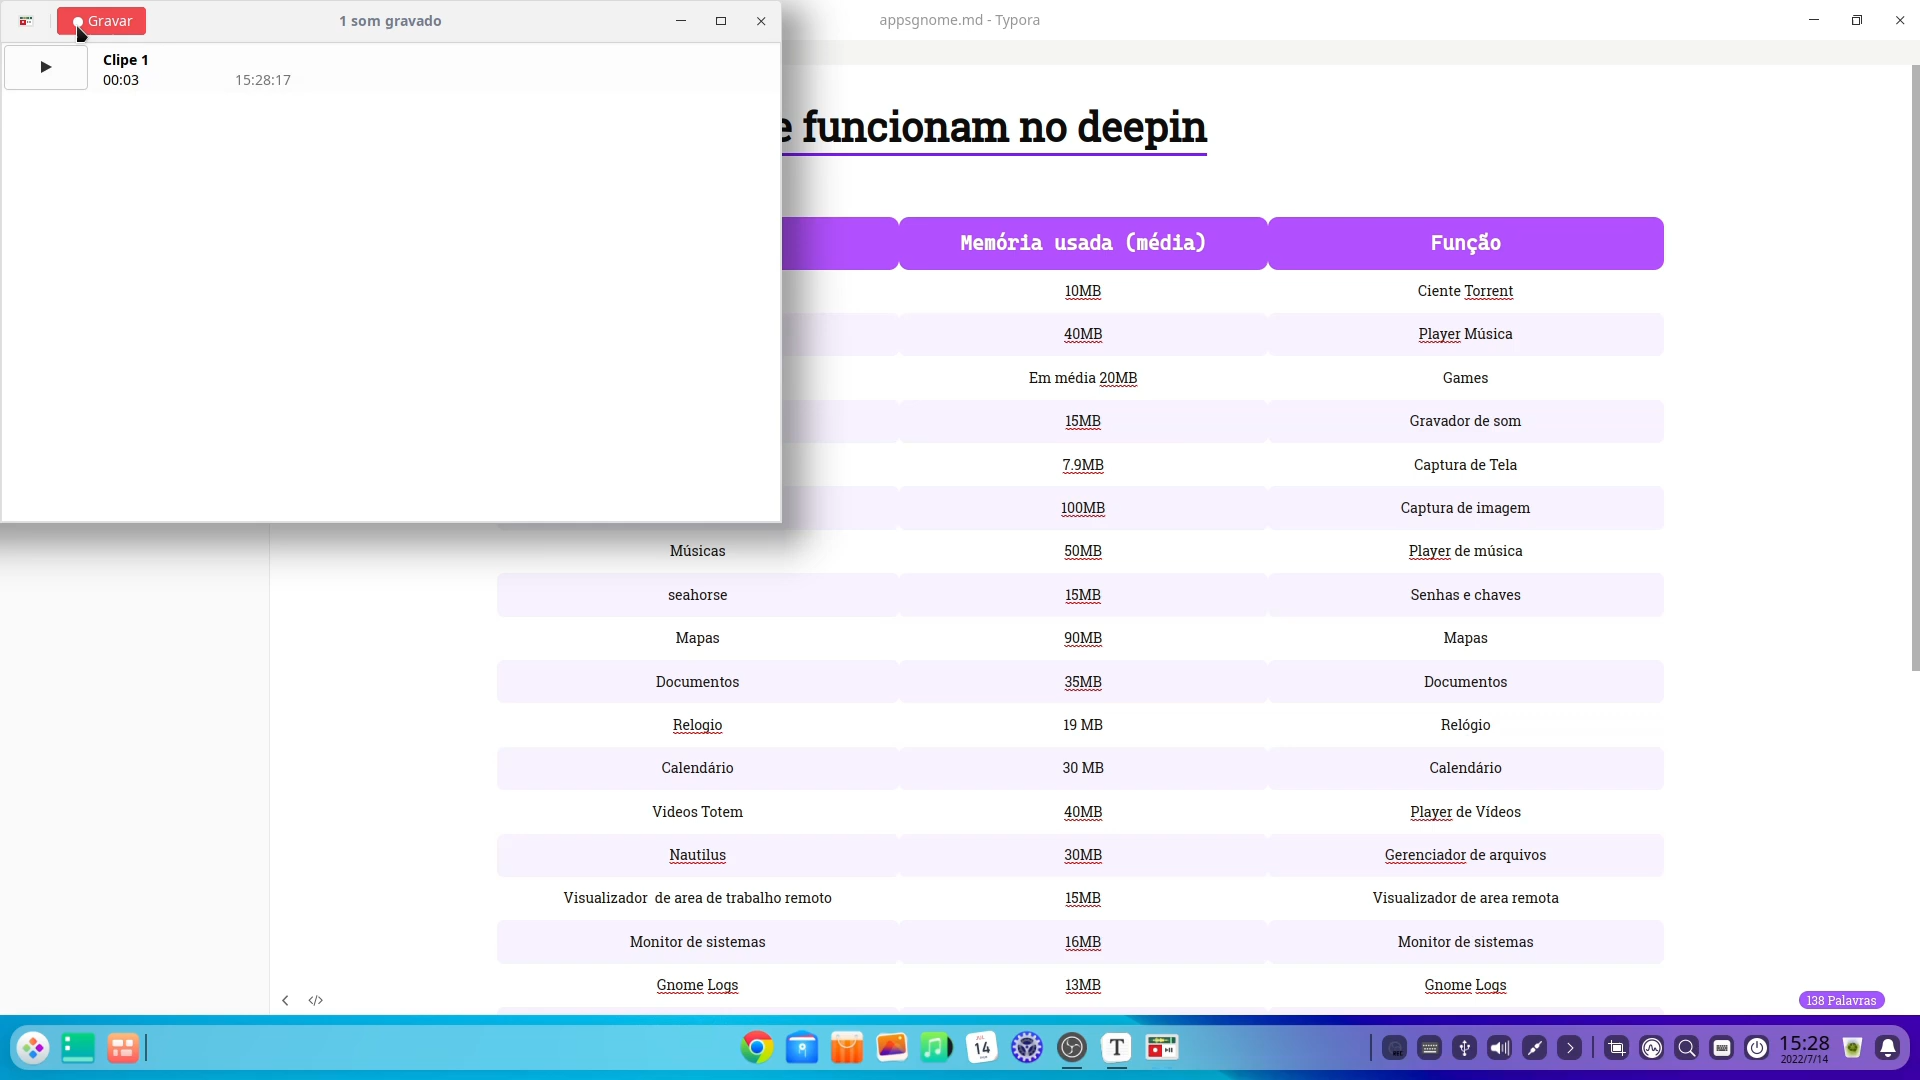 Gravar
1 som gravado
appsgnome.md - Typora
Clipe 1
00:03 15:28:17
e funcionam no deepin
Memória usada (média) Função
10MB Ciente Torrent
40MB Player Música
Em média 20MB Games
15MB Gravador de som
7.9MB Captura de Tela
100MB Captura de imagem
Músicas 50MB Player de música
seahorse 15MB Senhas e chaves
Mapas 90MB Mapas
Documentos 35MB Documentos
Relogio 19 MB Relógio
Calendário 30 MB Calendário
Videos Totem 40MB Player de Vídeos
Nautilus 30MB Gerenciador de arquivos
Visualizador  de area de trabalho remoto 15MB Visualizador de area remota
Monitor de sistemas 16MB Monitor de sistemas
Gnome Logs 13MB Gnome Logs
138 Palavras
14
T
15:28
2022/7/14